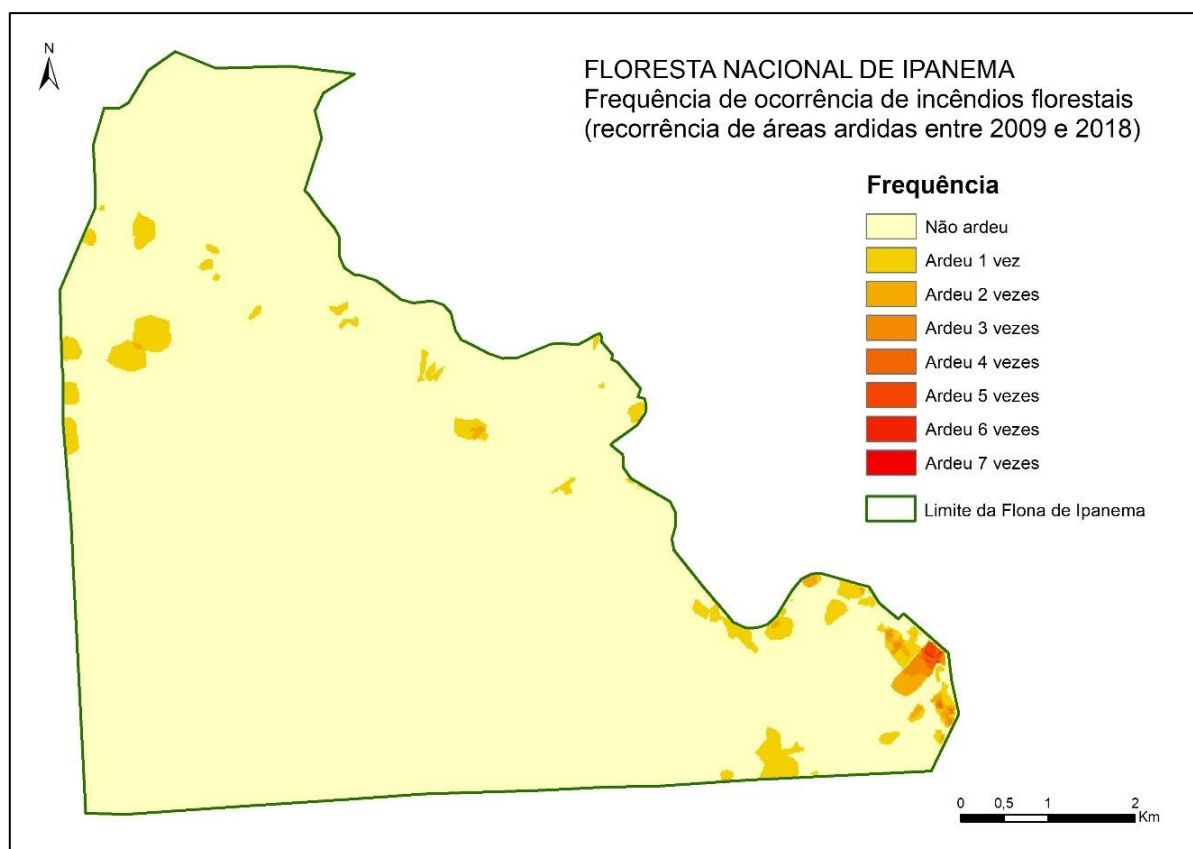 N
FLORESTA NACIONAL DE IPANEMA
Frequência de ocorrência de incêndios florestais
(recorrência de áreas ardidas entre 2009 e 2018)
Frequência
Não ardeu
Ardeu 1 vez
Ardeu 2 vezes
Ardeu 3 vezes
Ardeu 4 vezes
Ardeu 5 vezes
Ardeu 6 vezes
Ardeu 7 vezes
Limite da Flona de Ipanema
0 0,5 1 2
Km